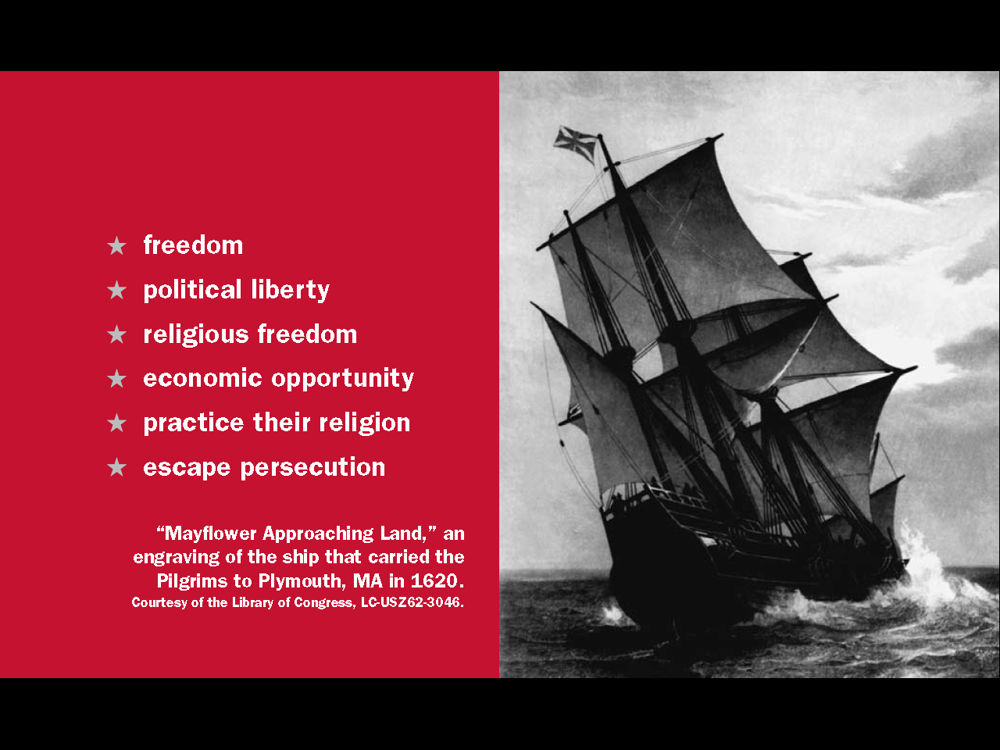 freedom
political liberty
religious freedom
economic opportunity
practice their religion
escape persecution
“Mayflower Approaching Land,” an
engraving of the ship that carried the
Pilgrims to Plymouth, MA in 1620.
Courtesy of the Library of Congress, LC-USZ62-3046.